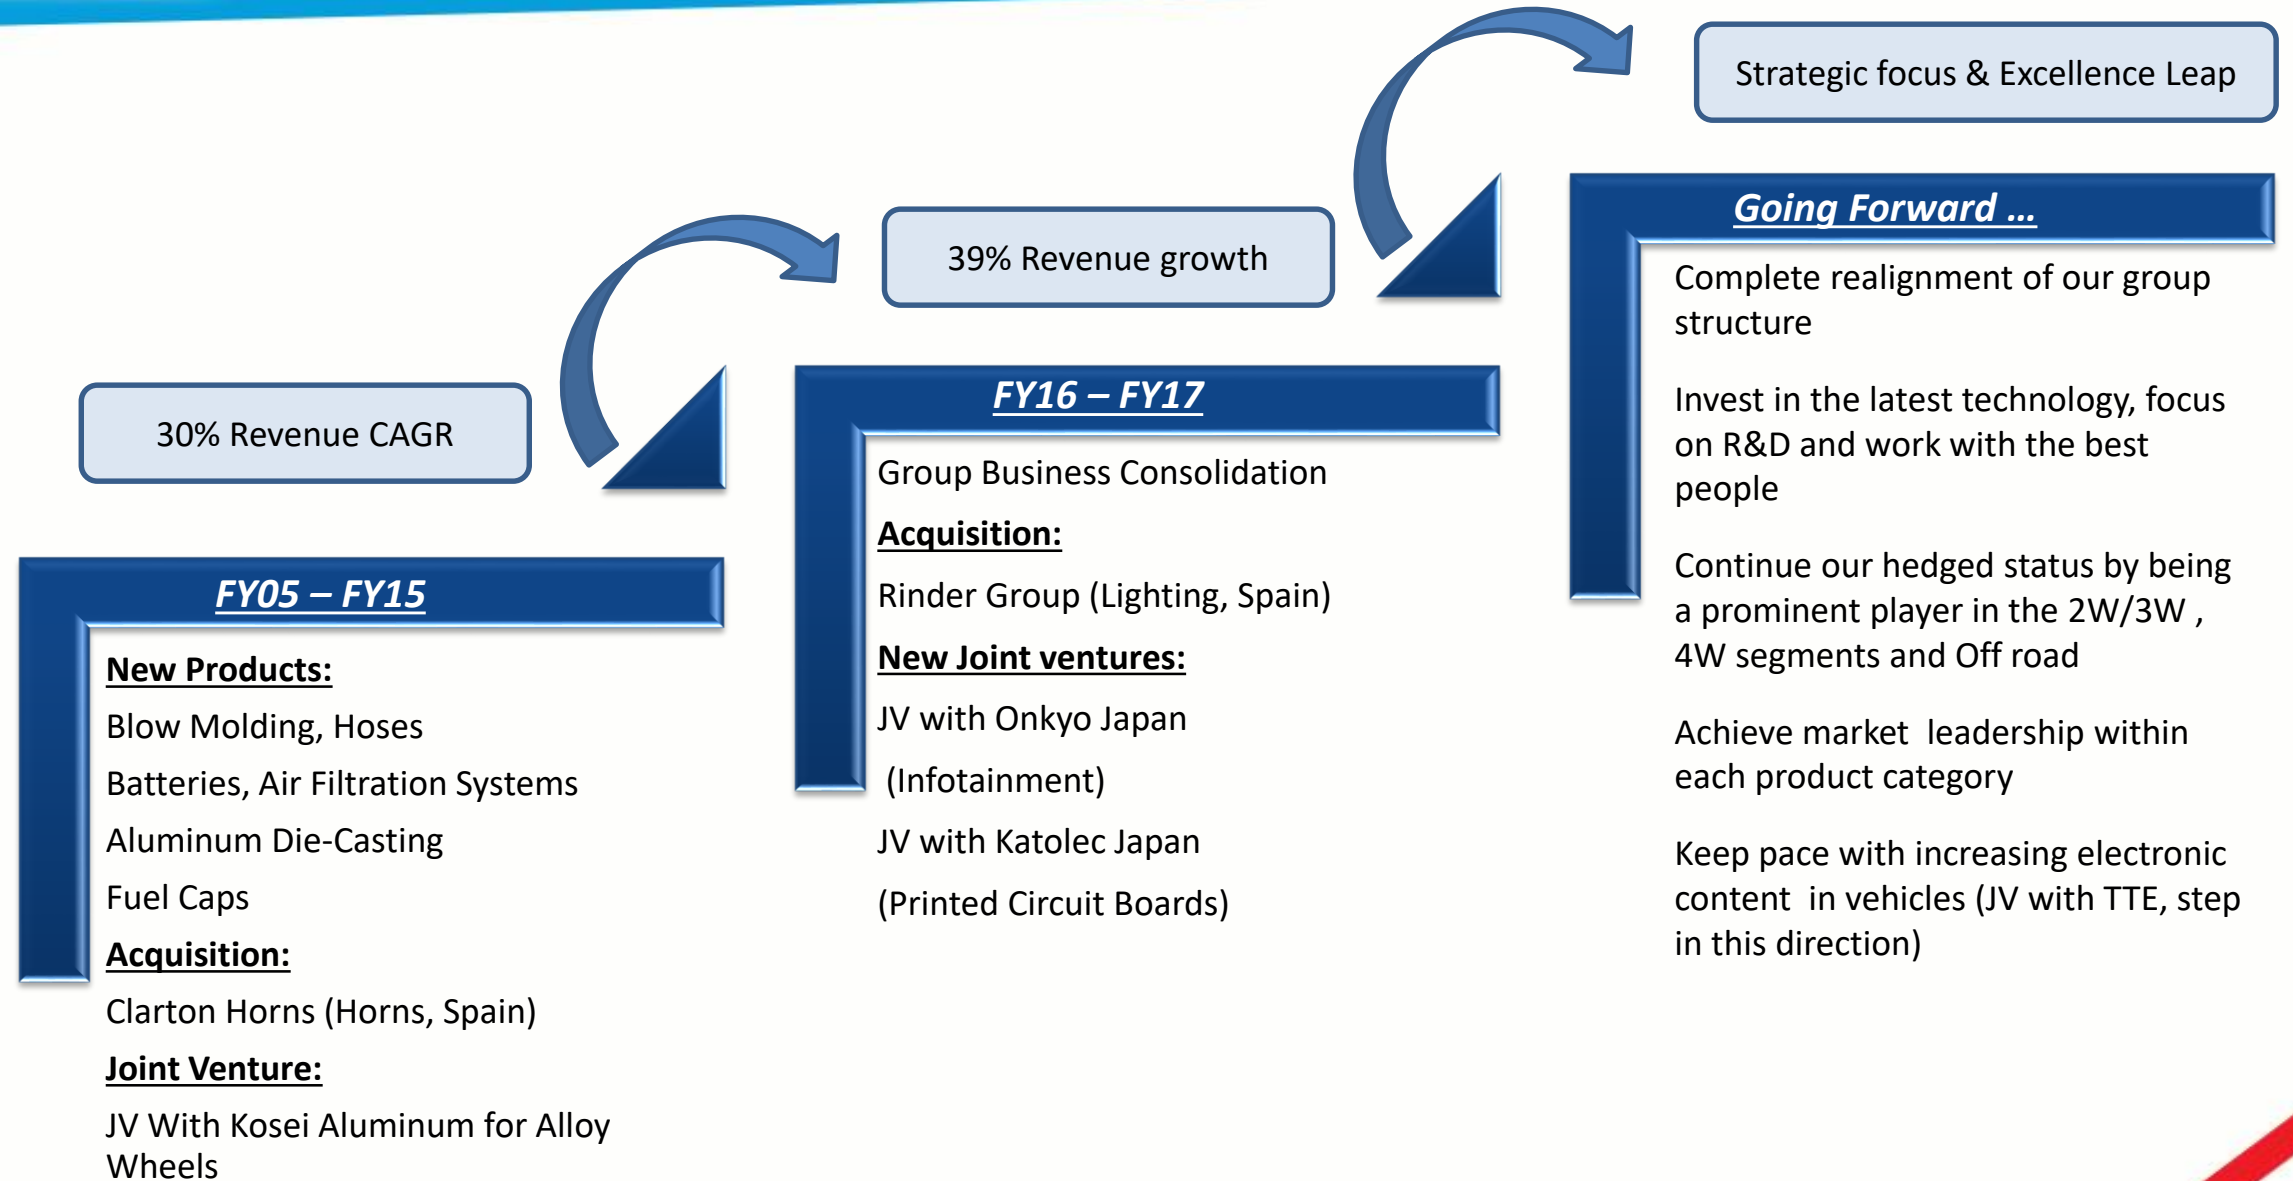 30% Revenue CAGR
FY05 – FY15
New Products:
Blow Molding, Hoses
Batteries, Air Filtration Systems
Aluminum Die-Casting
Fuel Caps
Acquisition:
Clarton Horns (Horns, Spain)
Joint Venture:
JV With Kosei Aluminum for Alloy
Wheels
39% Revenue growth
FY16 – FY17
Group Business Consolidation
Acquisition:
Rinder Group (Lighting, Spain)
New Joint ventures:
JV with Onkyo Japan
(Infotainment)
JV with Katolec Japan
(Printed Circuit Boards)
Strategic focus & Excellence Leap
Going Forward ...
Complete realignment of our group
structure
Invest in the latest technology, focus
on R&D and work with the best
people
Continue our hedged status by being
a prominent player in the 2W/3W ,
4W segments and Off road
Achieve market leadership within
each product category
Keep pace with increasing electronic
content in vehicles (JV with TTE, step
in this direction)